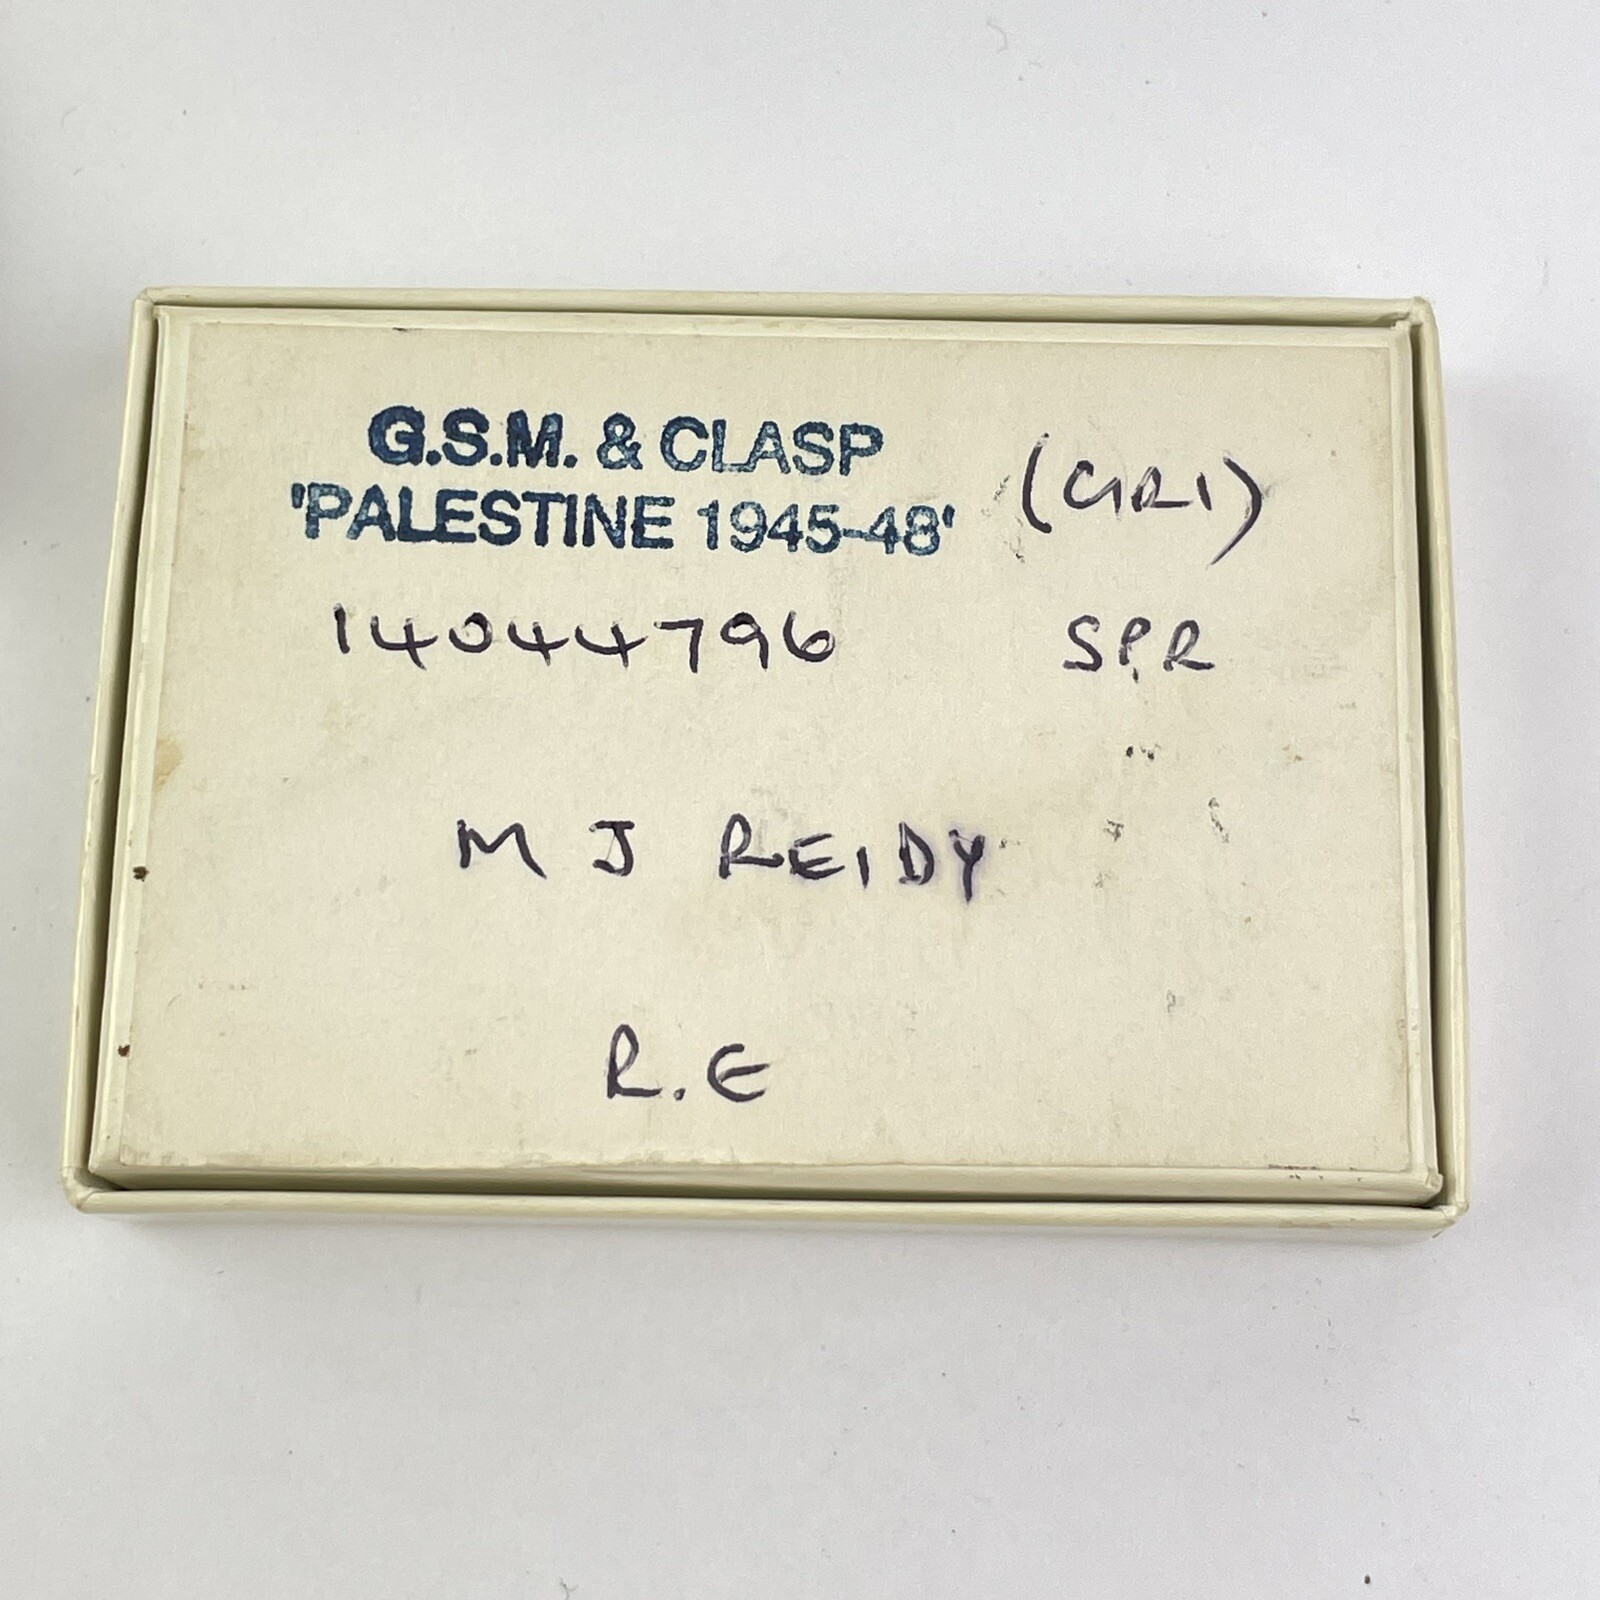 G.S.M. & CLASP
'PALESTINE 1945-48' (GRI)
14044796 SPR
M J REIDY
R.E